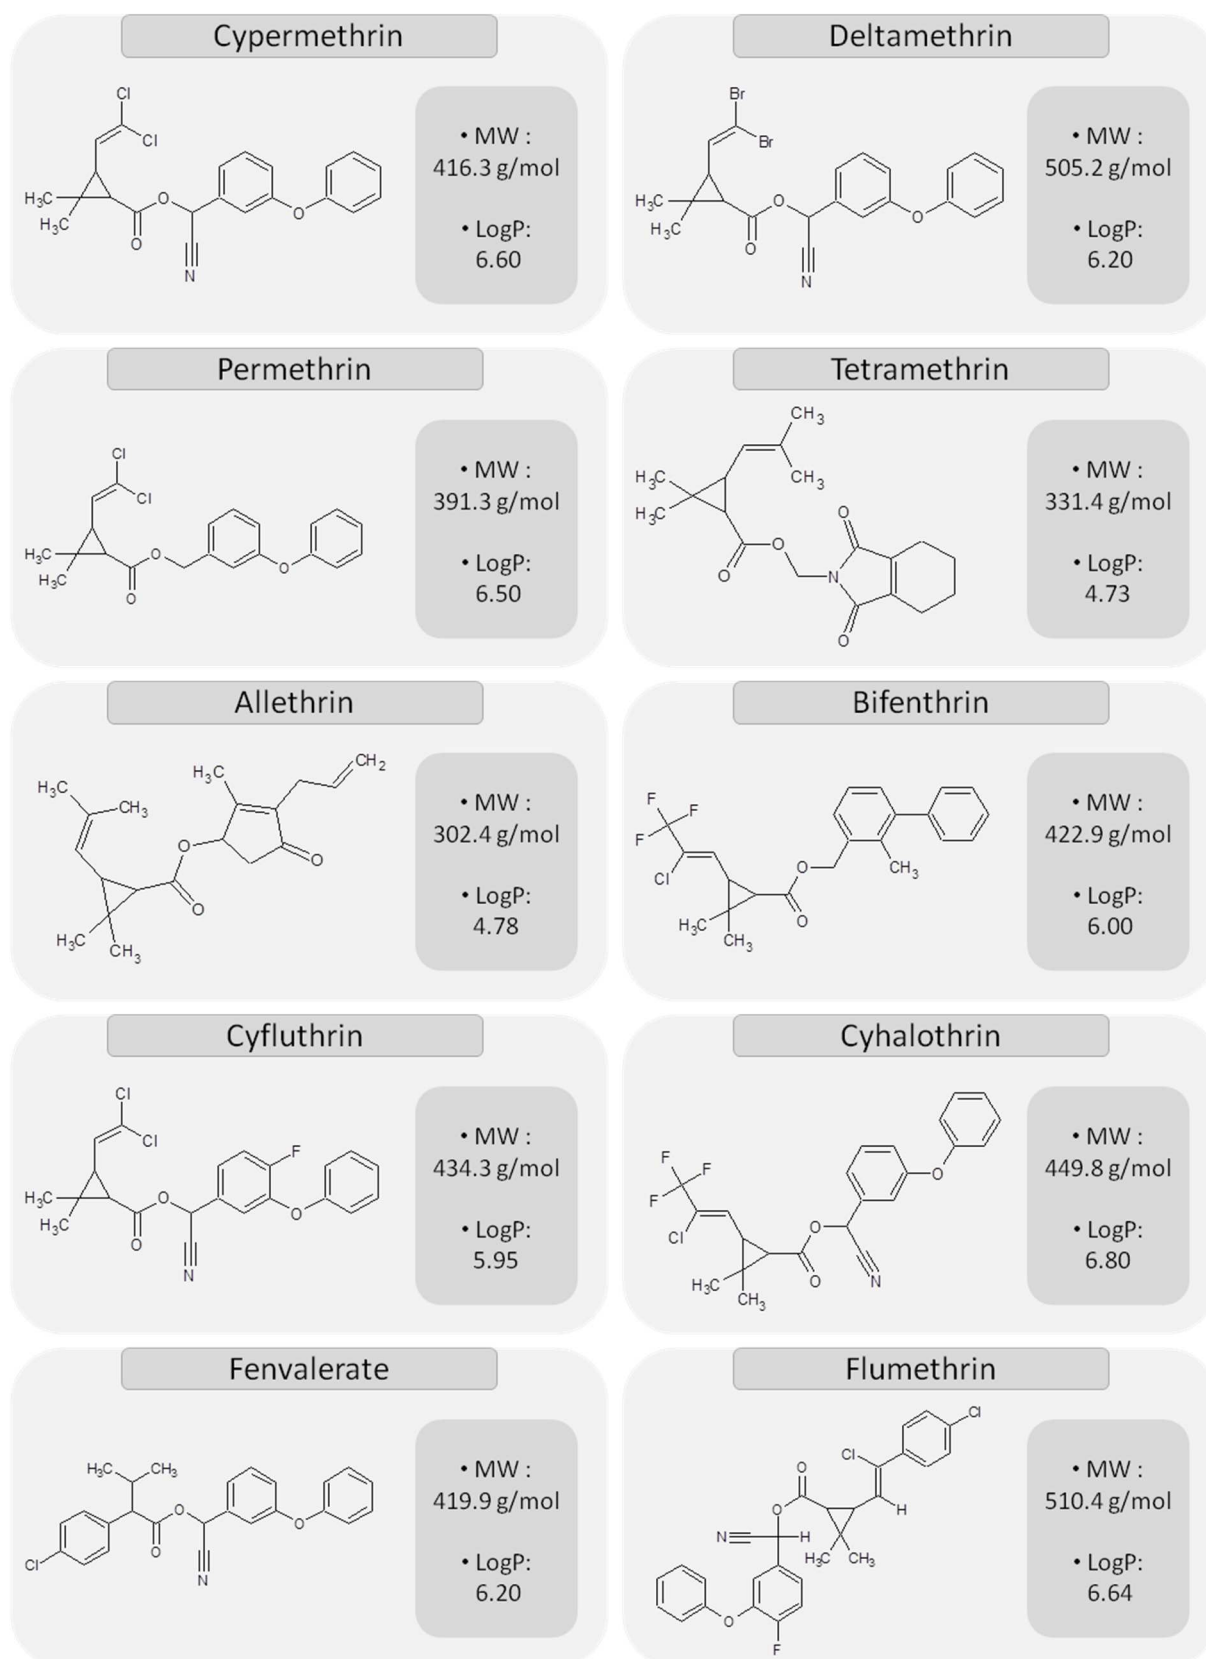 Cypermethrin
Cl
Cl
H₃C
H₃C
O
O
N
O
• MW :
416.3 g/mol
• LogP:
6.60
Deltamethrin
Br
Br
H₃C
H₃C
O
O
N
O
• MW :
505.2 g/mol
• LogP:
6.20
Permethrin
Cl
Cl
H₃C
H₃C
O
O
O
• MW :
391.3 g/mol
• LogP:
6.50
Tetramethrin
CH₃
CH₃
H₃C
H₃C
O
O
O
N
O
• MW :
331.4 g/mol
• LogP:
4.73
Allethrin
H₃C
CH₃
H₃C
CH₂
O
O
O
H₃C
CH₃
• MW :
302.4 g/mol
• LogP:
4.78
Bifenthrin
F
F
F
Cl
O
O
CH₃
H₃C
CH₃
• MW :
422.9 g/mol
• LogP:
6.00
Cyfluthrin
Cl
Cl
F
H₃C
H₃C
O
O
O
N
• MW :
434.3 g/mol
• LogP:
5.95
Cyhalothrin
F
F
F
Cl
O
O
O
N
H₃C
CH₃
• MW :
449.8 g/mol
• LogP:
6.80
Fenvalerate
H₃C
CH₃
O
O
O
Cl
N
• MW :
419.9 g/mol
• LogP:
6.20
Flumethrin
Cl
Cl
O
O
H
N
H
H₃C
CH₃
O
F
• MW :
510.4 g/mol
• LogP:
6.64